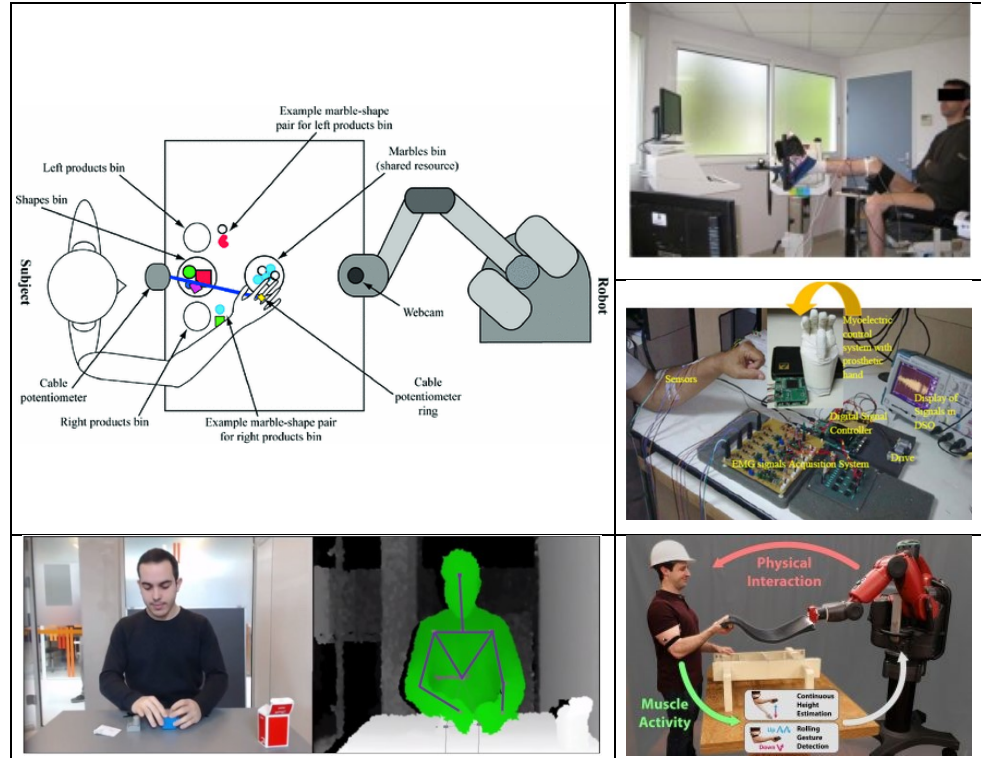 Example marble-shape
pair for left products bin
Marbles bin
(shared resource)
Left products bin
Shapes bin
Subject
Robot
Webcam
Cable
potentiometer
Cable
potentiometer
ring
Right products bin
Example marble-shape pair
for right products bin
Myoelectric
control
system with
prosthetic
hand
Sensors
Display of
Signals in
DSO
Digital Signal
Controller
Drive
EMG signals Acquisition System
Physical
Interaction
Muscle
Activity
Continuous
Height
Estimation
Up
Down
Rolling
Gesture
Detection